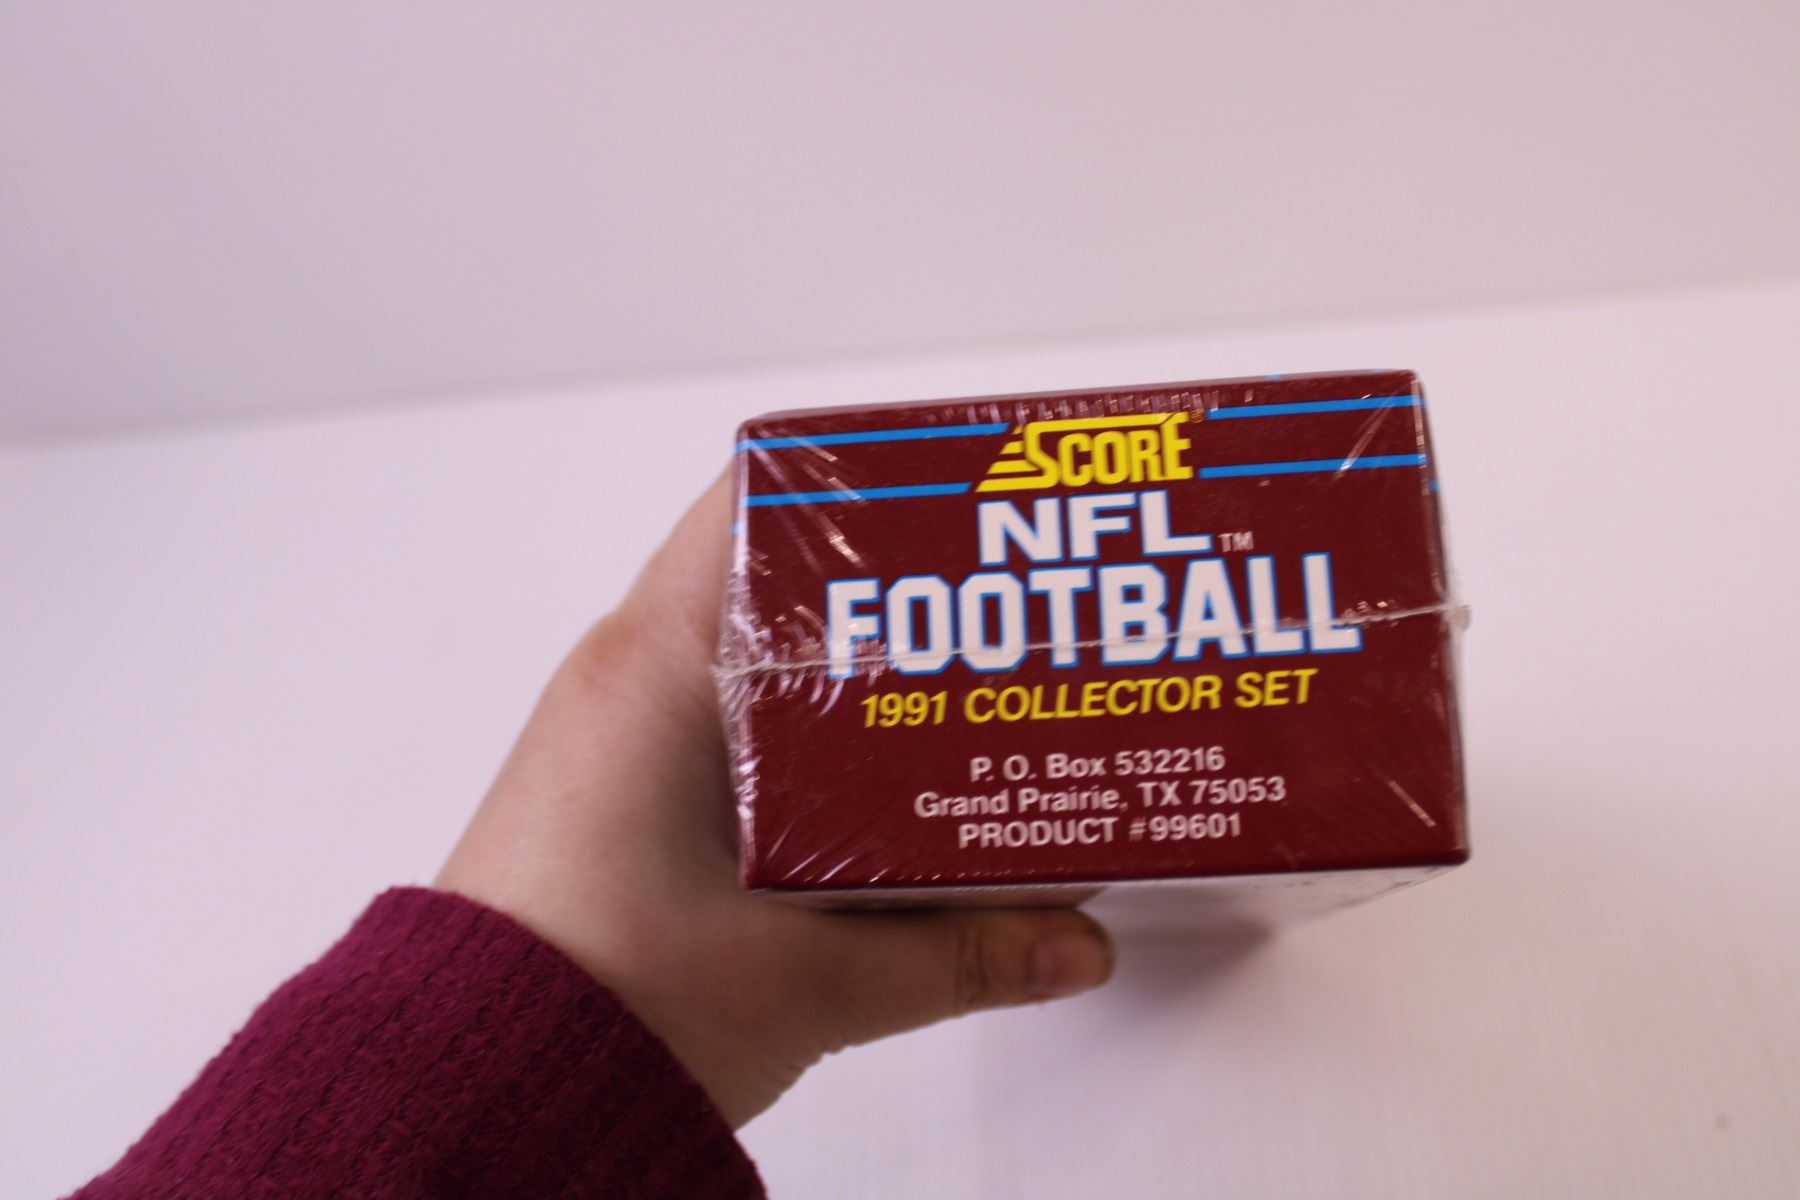 SCORE
NFL™
FOOTBALL
1991 COLLECTOR SET
P. O. Box 532216
Grand Prairie, TX 75053
PRODUCT #99601